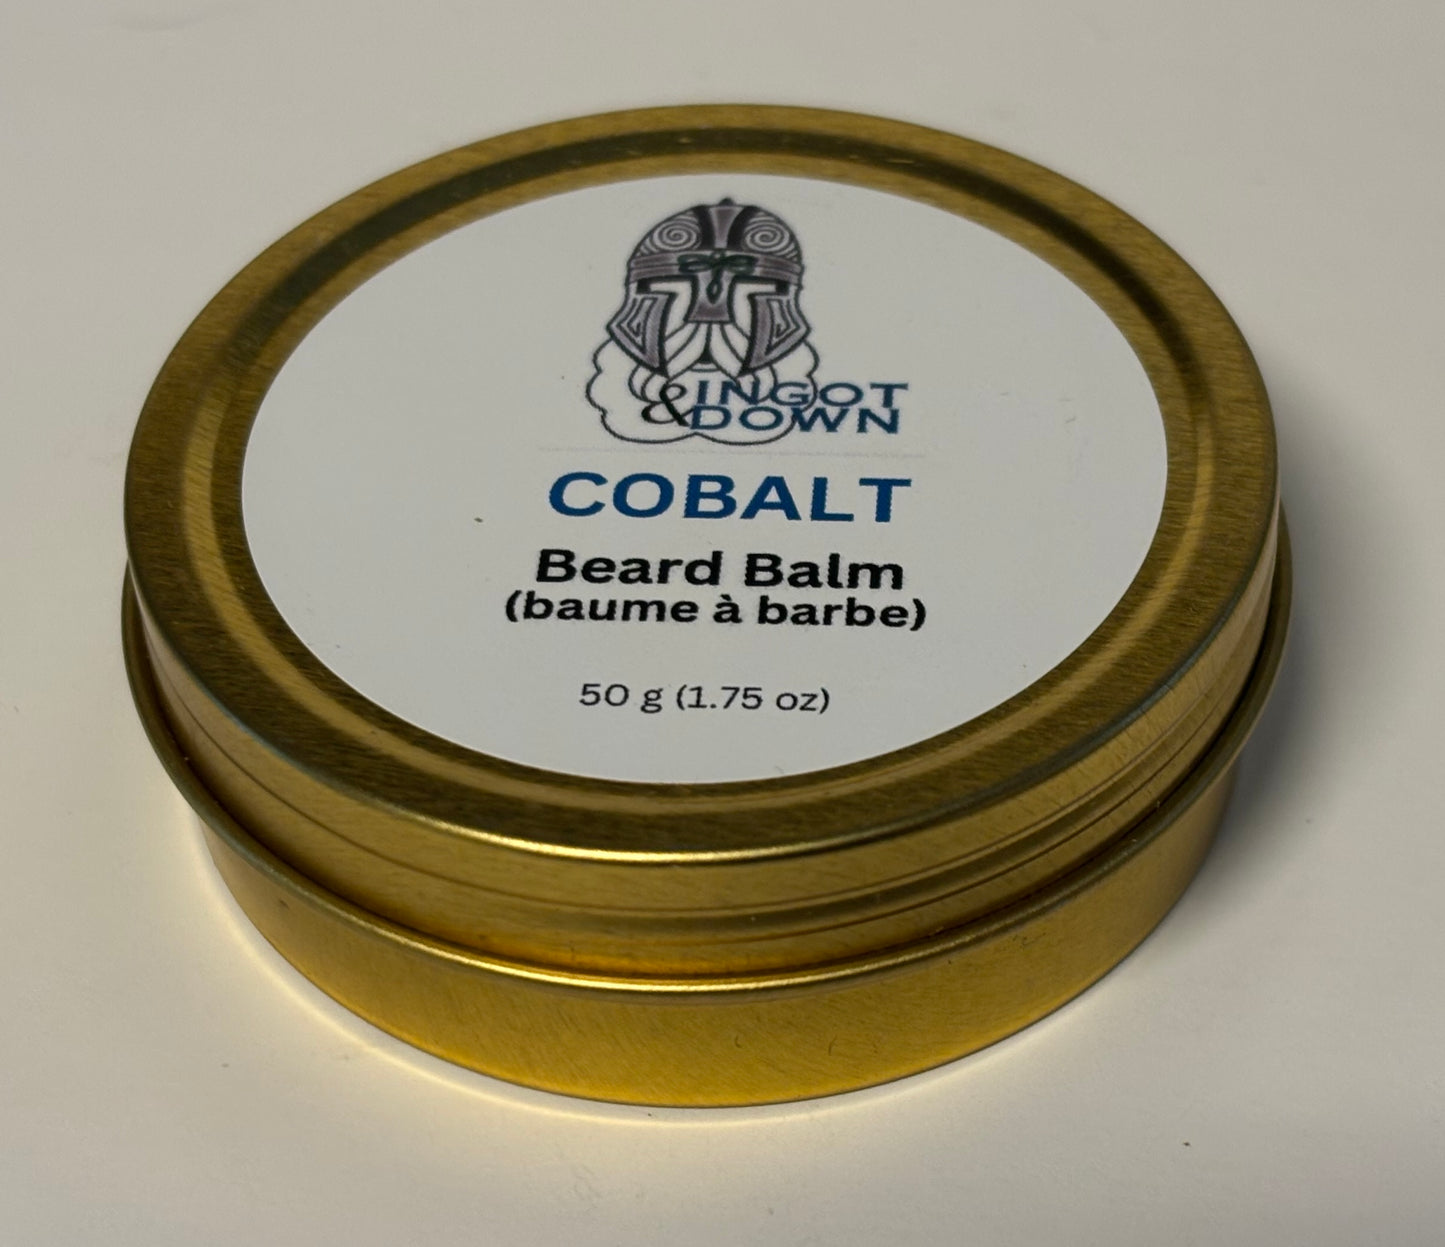 & INGOT
DOWN
COBALT
Beard Balm
(baume à barbe)
50 g (1.75 oz)